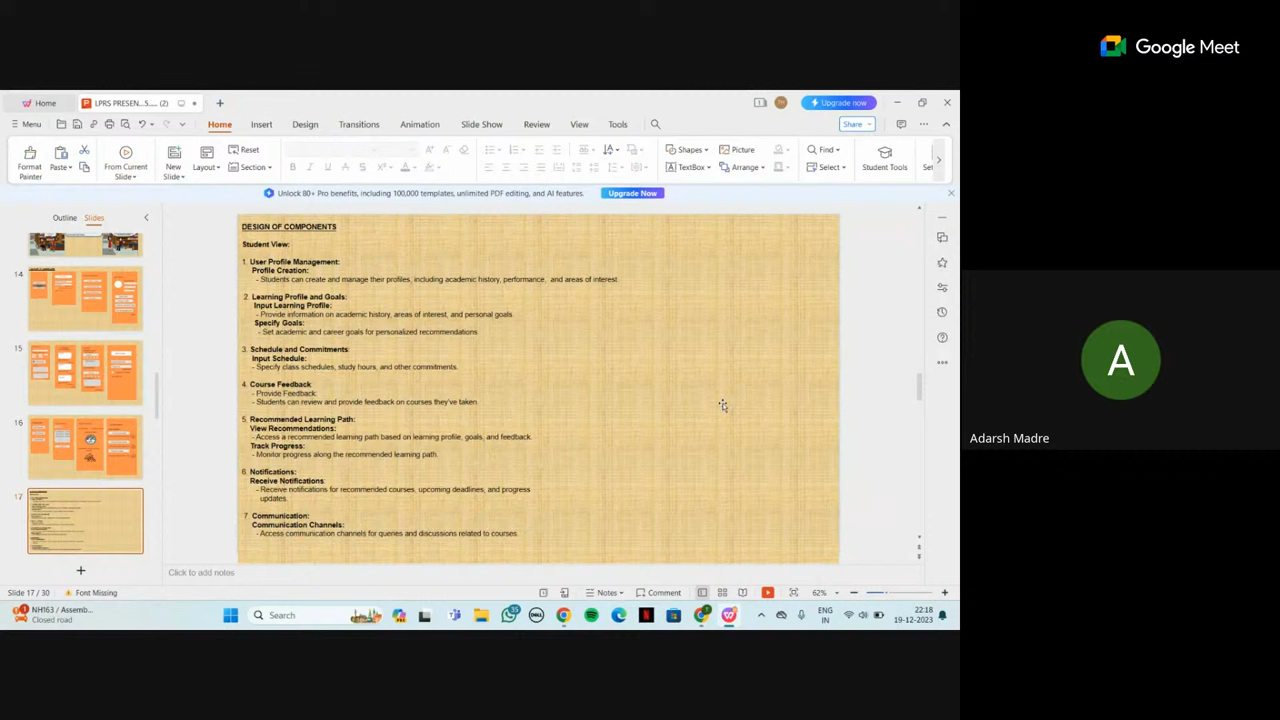 Google Meet
Home
LPRS PRESEN...S..... (2)
Upgrade now
Menu
Home
Insert
Design
Transitions
Animation
Slide Show
Review
View
Tools
Share
Format
Painter
Paste
From Current
Slide
New
Slide
Layout
Reset
Section
Shapes
Picture
TextBox
Arrange
Find
Select
Student Tools
Unlock 80+ Pro benefits, including 100,000 templates, unlimited PDF editing, and AI features.
Upgrade Now
Outline
Slides
14
15
16
17
DESIGN OF COMPONENTS
Student View:
1. User Profile Management:
Profile Creation:
- Students can create and manage their profiles, including academic history, performance, and areas of interest.
2. Learning Profile and Goals:
Input Learning Profile:
- Provide information on academic history, areas of interest, and personal goals.
Specify Goals:
- Set academic and career goals for personalized recommendations
3. Schedule and Commitments:
Input Schedule:
- Specify class schedules, study hours, and other commitments.
4. Course Feedback
- Provide Feedback:
- Students can review and provide feedback on courses they've taken.
5. Recommended Learning Path:
View Recommendations:
- Access a recommended learning path based on learning profile, goals, and feedback.
Track Progress:
- Monitor progress along the recommended learning path.
6. Notifications:
Receive Notifications:
- Receive notifications for recommended courses, upcoming deadlines, and progress
updates.
7. Communication:
Communication Channels:
- Access communication channels for queries and discussions related to courses.
Click to add notes
Slide 17 / 30
Font Missing
Notes
Comment
62%
NH163 / Assemb...
Closed road
Search
ENG
IN
22:18
19-12-2023
A
Adarsh Madre